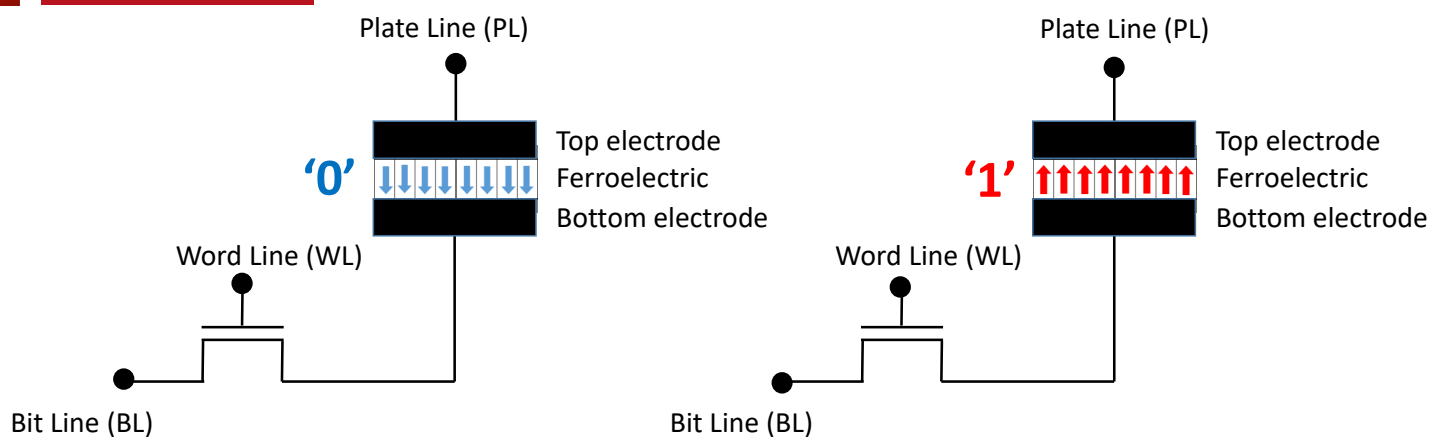 Plate Line (PL)
Top electrode
‘0’
Ferroelectric
Bottom electrode
Word Line (WL)
Bit Line (BL)
Plate Line (PL)
Top electrode
‘1’
Ferroelectric
Bottom electrode
Word Line (WL)
Bit Line (BL)